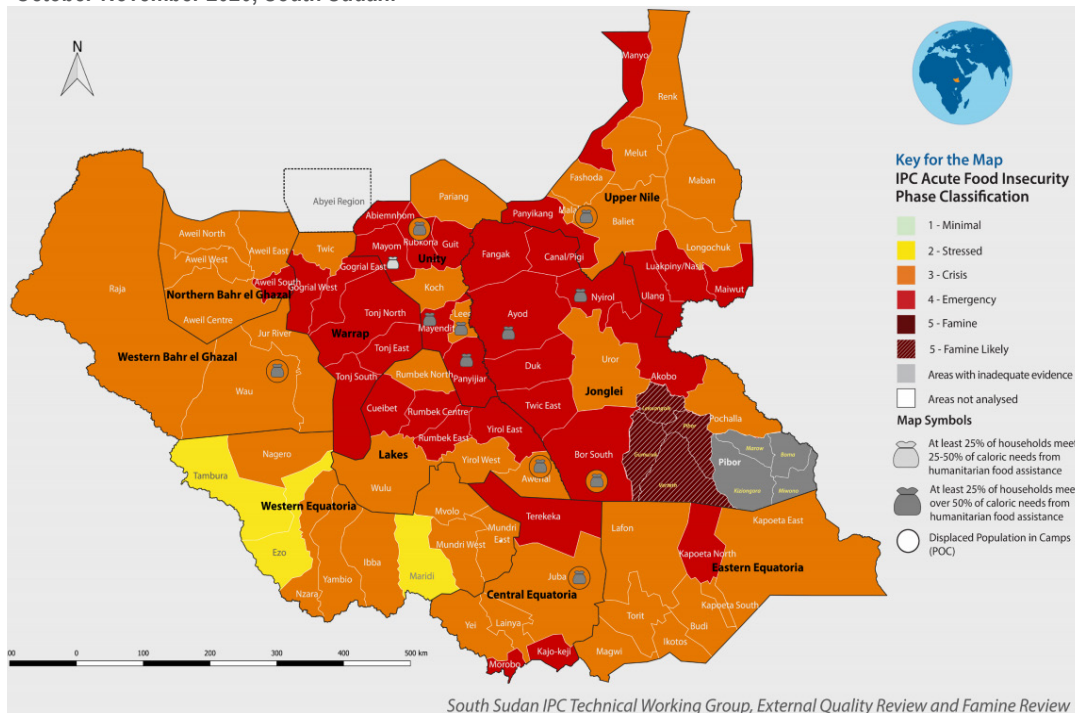 October-November 2020, South Sudan.
N
Manyo
Renk
Melut
Maban
Fashoda
Upper Nile
Baliet
Longochuk
Abyei Region
Pariang
Abiemnhom
Panyikang
Rubkona
Guit
Mayom
Unity
Fangak
Canal/Pigi
Luakpiny/Nasir
Maiwut
Ulang
Nyirol
Aweil North
Aweil East
Aweil West
Twic
Gogrial East
Aweil South
Gogrial West
Northern Bahr el Ghazal
Koch
Raja
Aweil Centre
Tonj North
Mayendit
Leer
Ayod
Jur River
Warrap
Western Bahr el Ghazal
Tonj East
Uror
Panyijiar
Duk
Jonglei
Akobo
Wau
Tonj South
Rumbek North
Pochalla
Cueibet
Rumbek Centre
Twic East
Yirol East
Rumbek East
Bor South
Pibor
Verteth
Nagero
Lakes
Yirol West
Awerial
Tambura
Wulu
Western Equatoria
Terekeka
Mvolo
Mundri East
Mundri West
Lafon
Kapoeta East
Ezo
Ibba
Maridi
Yambio
Nzara
Kapoeta North
Eastern Equatoria
Juba
Central Equatoria
Torit
Kapoeta South
Budi
Ikotos
Magwi
Yei
Lainya
Morobo
Kajo-keji
00 0 100 200 300 400 500 km
Key for the Map
IPC Acute Food Insecurity
Phase Classification
1 - Minimal
2 - Stressed
3 - Crisis
4 - Emergency
5 - Famine
5 - Famine Likely
Areas with inadequate evidence
Areas not analysed
Map Symbols
At least 25% of households meet
25-50% of caloric needs from
humanitarian food assistance
At least 25% of households meet
over 50% of caloric needs from
humanitarian food assistance
Displaced Population in Camps
(POC)
South Sudan IPC Technical Working Group, External Quality Review and Famine Review